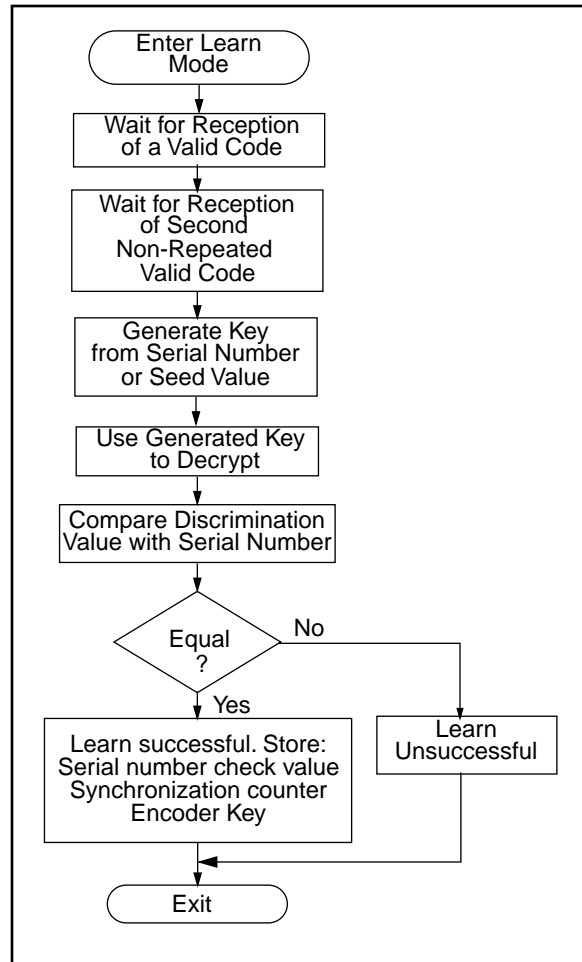 Enter Learn
Mode
Wait for Reception
of a Valid Code
Wait for Reception
of Second
Non-Repeated
Valid Code
Generate Key
from Serial Number
or Seed Value
Use Generated Key
to Decrypt
Compare Discrimination
Value with Serial Number
Equal
?
No
Yes
Learn successful. Store:
Serial number check value
Synchronization counter
Encoder Key
Learn
Unsuccessful
Exit